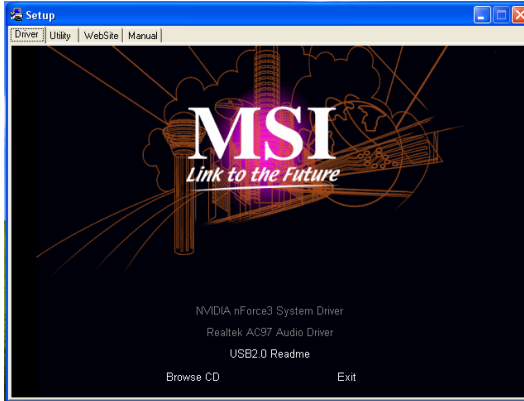 Setup
Driver Utility WebSite Manual
MSI
Link to the Future
NVIDIA nForce3 System Driver
Realtek AC97 Audio Driver
USB2.0 Readme
Browse CD Exit